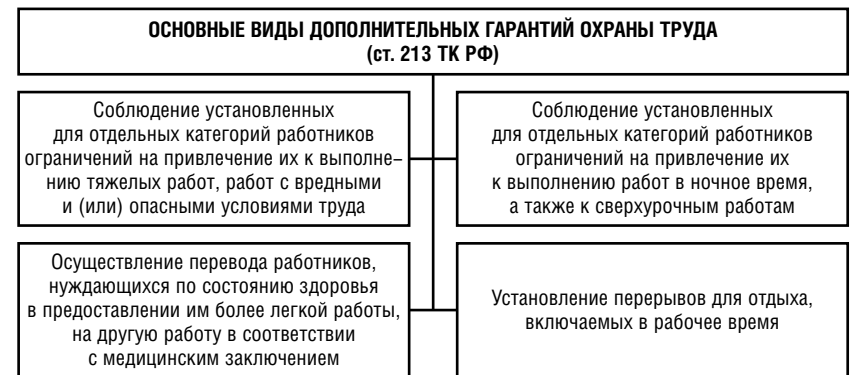 ОСНОВНЫЕ ВИДЫ ДОПОЛНИТЕЛЬНЫХ ГАРАНТИЙ ОХРАНЫ ТРУДА
(ст. 213 ТК РФ)
Соблюдение установленных
для отдельных категорий работников
ограничений на привлечение их к выполне–
нию тяжелых работ, работ с вредными
и (или) опасными условиями труда
Соблюдение установленных
для отдельных категорий работников
ограничений на привлечение их
к выполнению работ в ночное время,
а также к сверхурочным работам
Осуществление перевода работников,
нуждающихся по состоянию здоровья
в предоставлении им более легкой работы,
на другую работу в соответствии
с медицинским заключением
Установление перерывов для отдыха,
включаемых в рабочее время